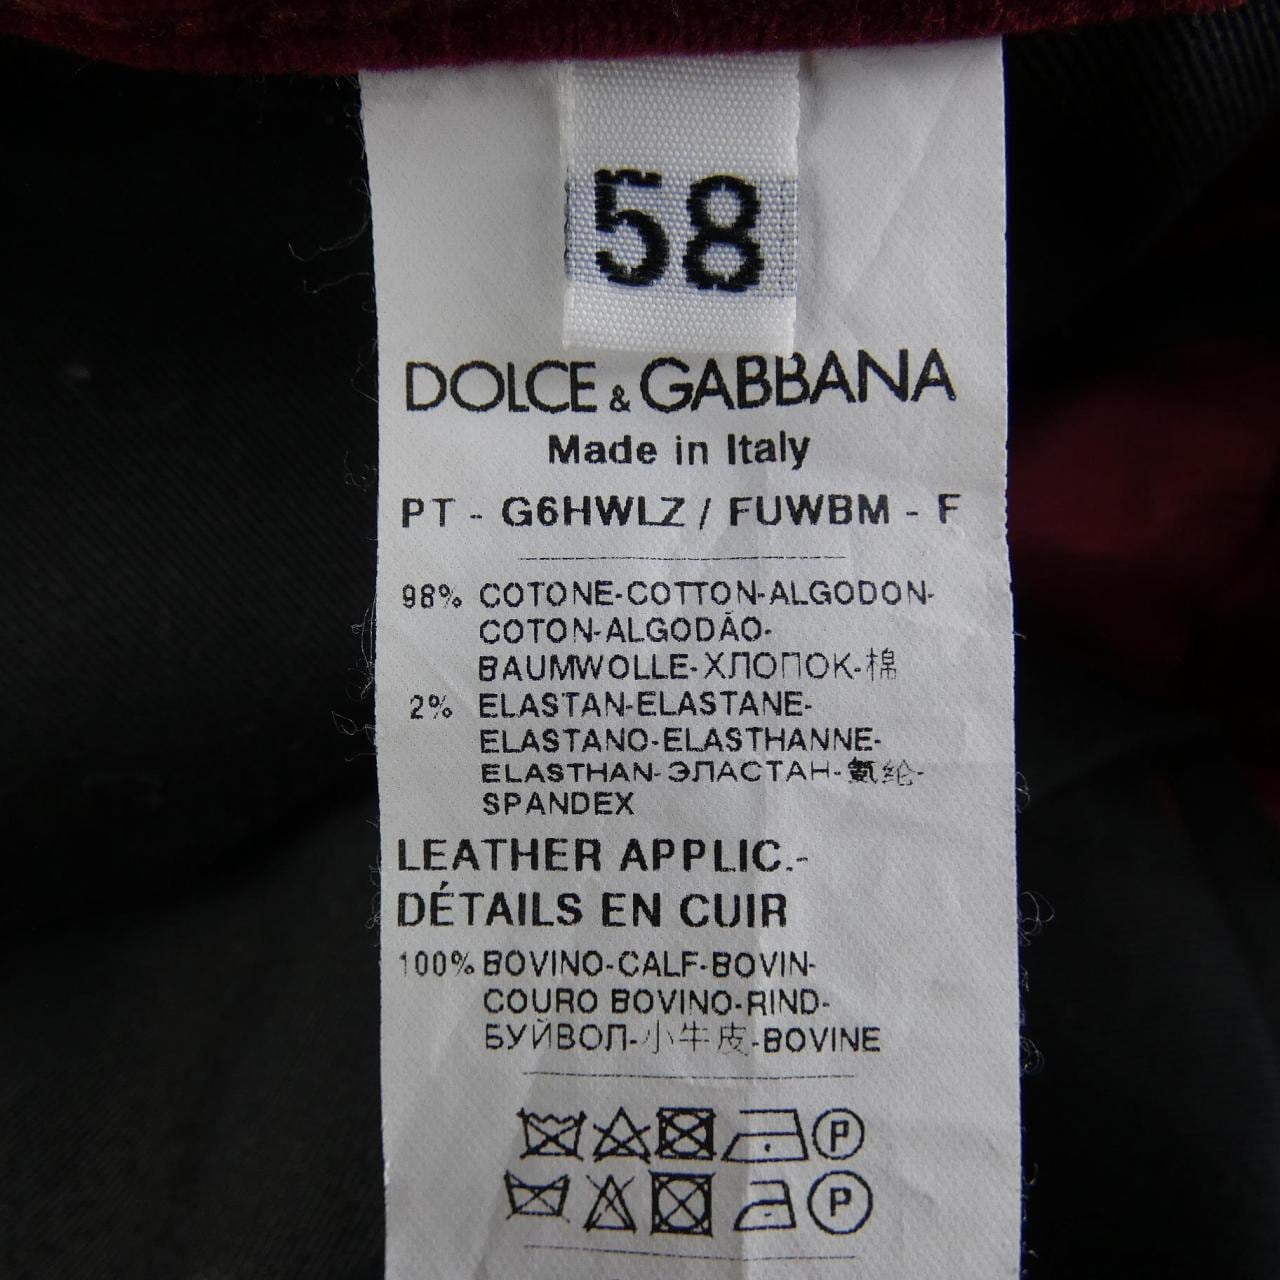 58
DOLCE & GABBANA
Made in Italy
PT - G6HWLZ / FUWBM - F
98% COTONE-COTTON-ALGODON-
COTON-ALGODÃO-
BAUMWOLLE-ХЛОПОК-棉
2% ELASTAN-ELASTANE-
ELASTANO-ELASTHANNE-
ELASTHAN-ЭЛАСТАН-氨纶-
SPANDEX
LEATHER APPLIC.-
DÉTAILS EN CUIR
100% BOVINO-CALF-BOVIN-
COURO BOVINO-RIND-
БУЙВОЛ-小牛皮-BOVINE
P
P